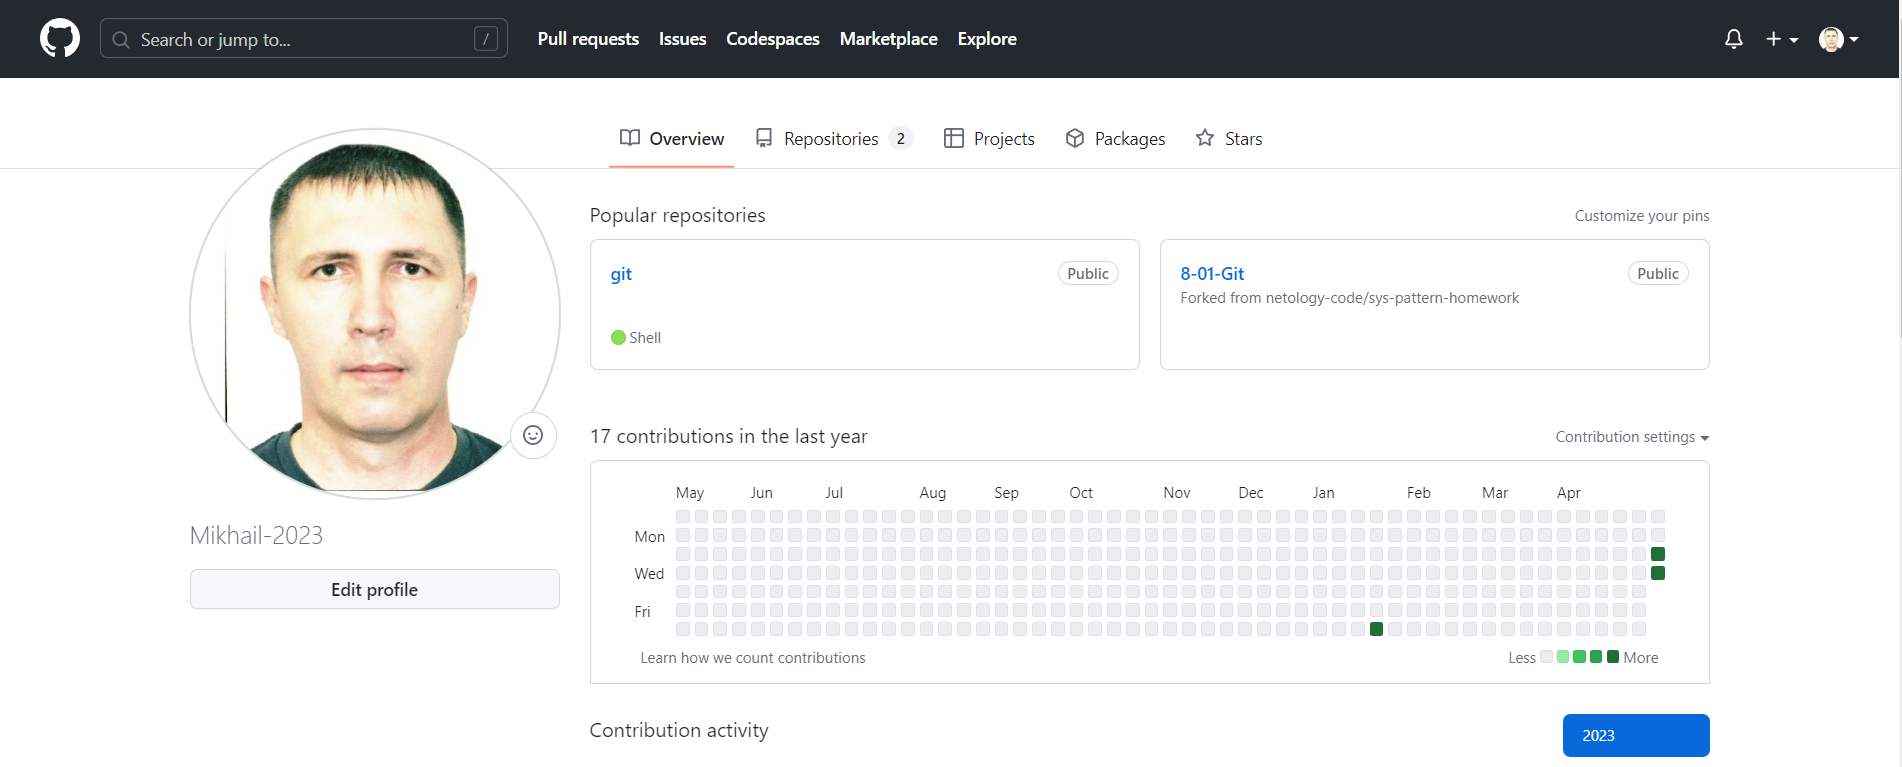 Search or jump to... / Pull requests Issues Codespaces Marketplace Explore
Overview Repositories 2 Projects Packages Stars
Popular repositories Customize your pins
git Public
Shell
8-01-Git Public
Forked from netology-code/sys-pattern-homework
Mikhail-2023
Edit profile
17 contributions in the last year Contribution settings
May Jun Jul Aug Sep Oct Nov Dec Jan Feb Mar Apr
Mon
Wed
Fri
Learn how we count contributions Less More
Contribution activity 2023